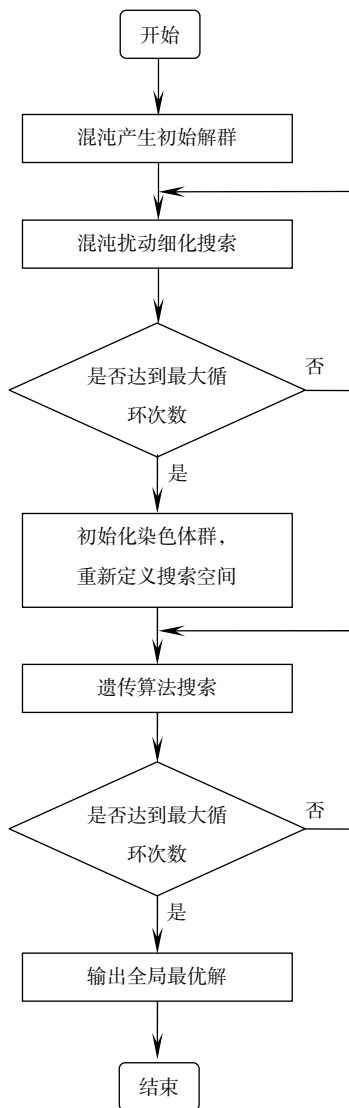 开始
混沌产生初始解群
混沌扰动细化搜索
是否达到最大循
环次数
否
是
初始化染色体群，
重新定义搜索空间
遗传算法搜索
是否达到最大循
环次数
否
是
输出全局最优解
结束